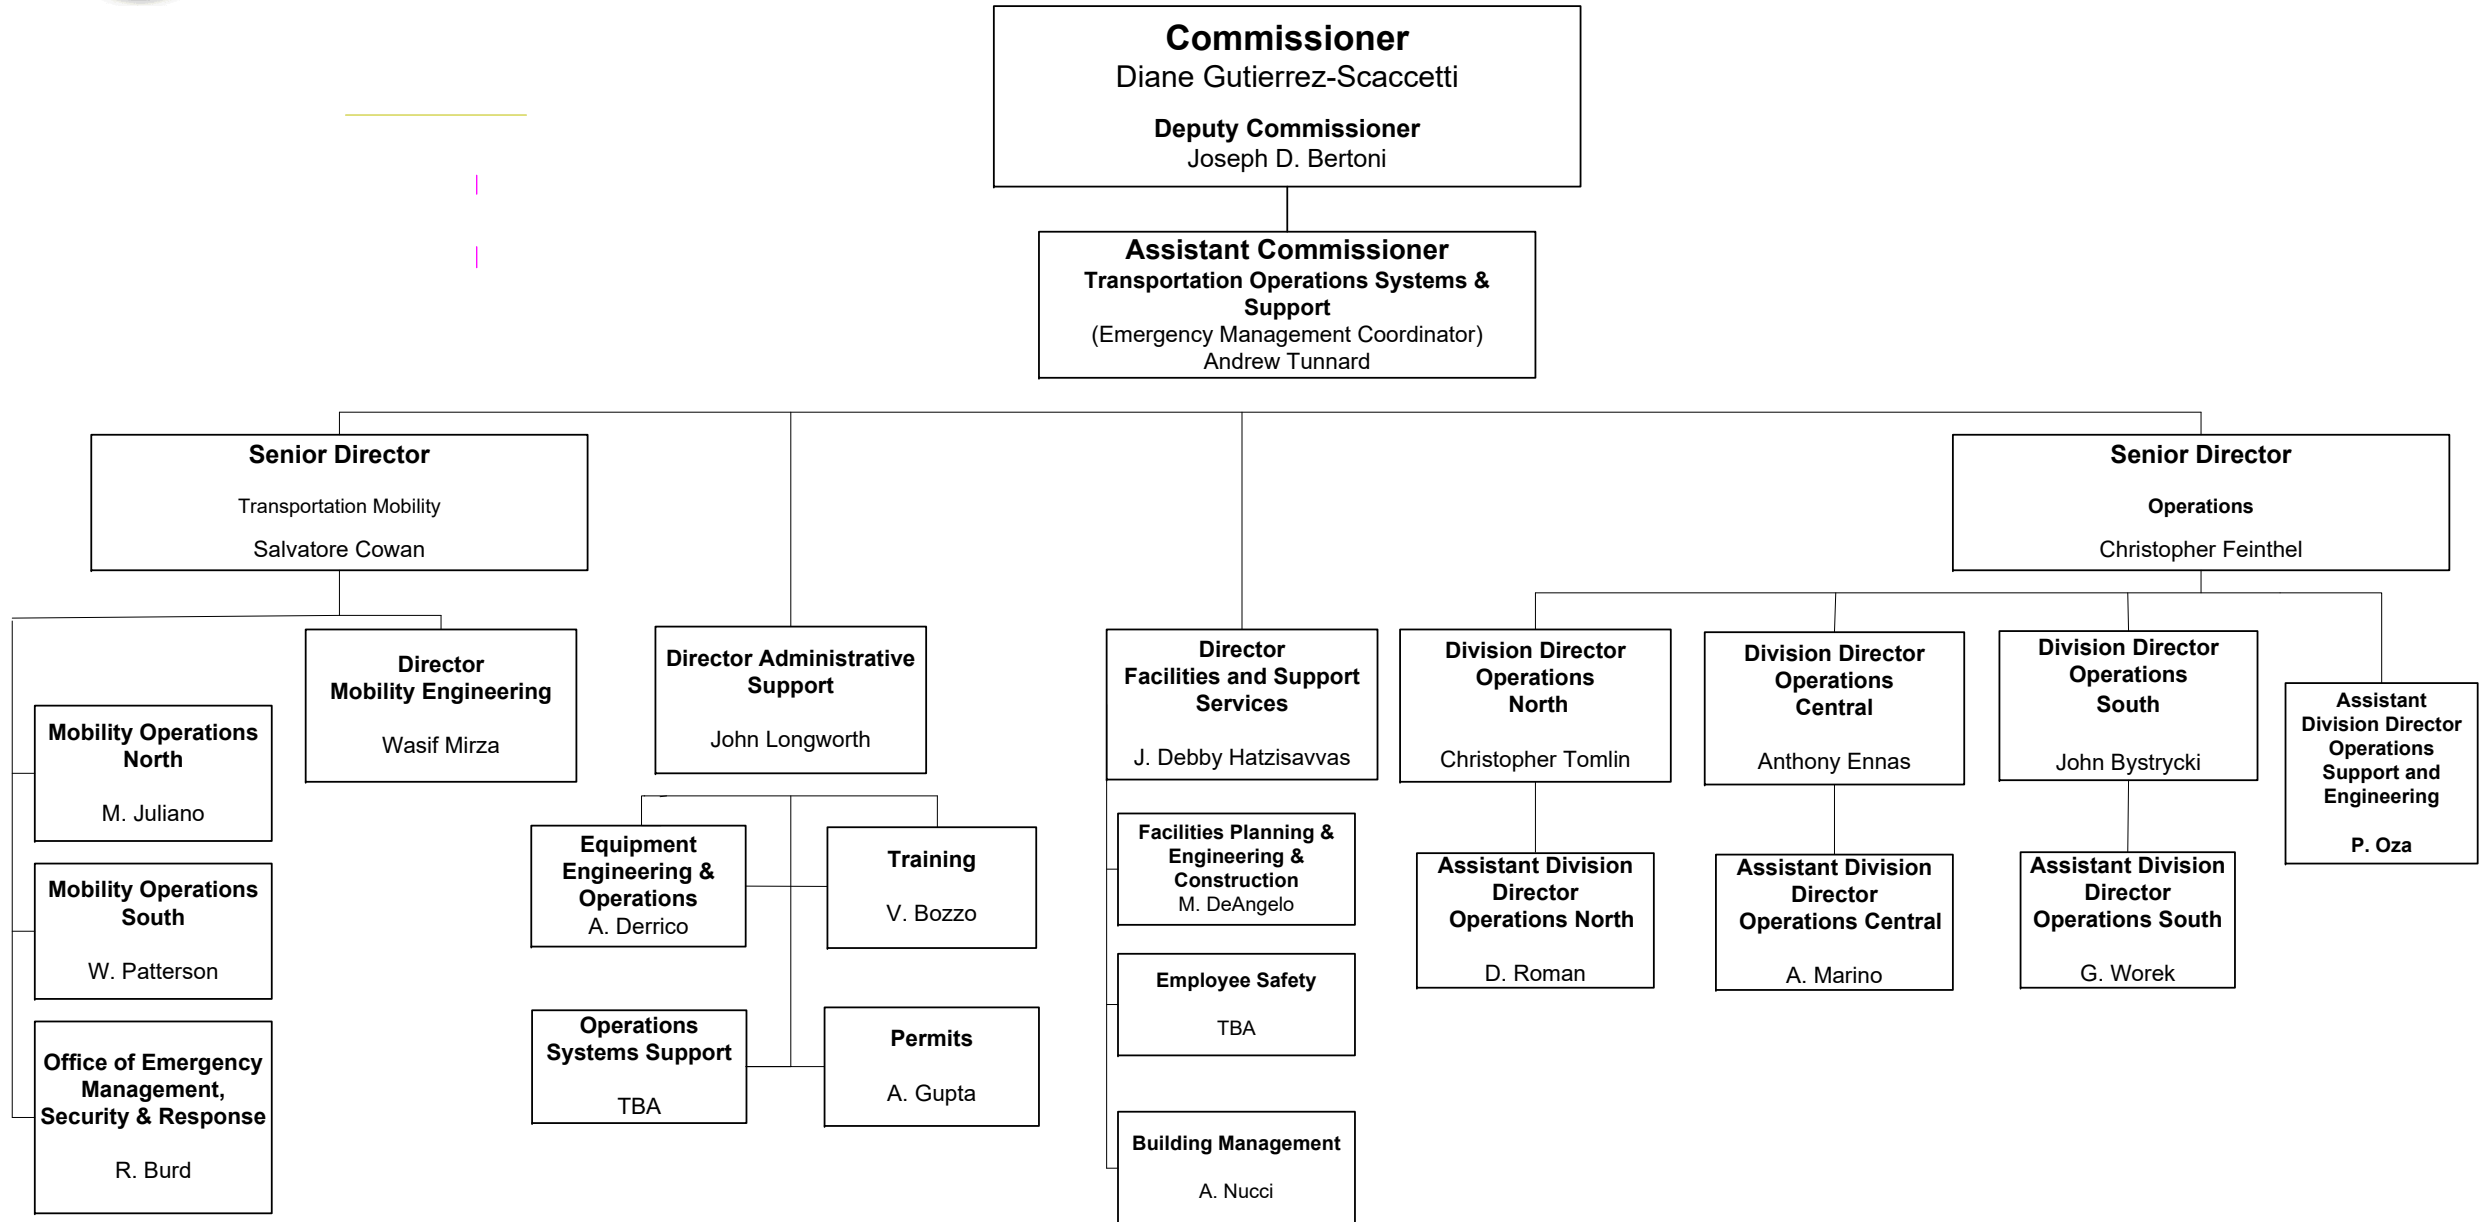 Commissioner
Diane Gutierrez-Scaccetti
Deputy Commissioner
Joseph D. Bertoni
Assistant Commissioner
Transportation Operations Systems &
Support
(Emergency Management Coordinator)
Andrew Tunnard
Senior Director
Transportation Mobility
Salvatore Cowan
Senior Director
Operations
Christopher Feinthel
Mobility Operations
North
M. Juliano
Mobility Operations
South
W. Patterson
Office of Emergency
Management,
Security & Response
R. Burd
Director
Mobility Engineering
Wasif Mirza
Director Administrative
Support
John Longworth
Equipment
Engineering &
Operations
A. Derrico
Training
V. Bozzo
Operations
Systems Support
TBA
Permits
A. Gupta
Director
Facilities and Support
Services
J. Debby Hatzisavvas
Facilities Planning &
Engineering &
Construction
M. DeAngelo
Employee Safety
TBA
Building Management
A. Nucci
Division Director
Operations
North
Christopher Tomlin
Assistant Division
Director
Operations North
D. Roman
Division Director
Operations
Central
Anthony Ennas
Assistant Division
Director
Operations Central
A. Marino
Division Director
Operations
South
John Bystrycki
Assistant Division
Director
Operations South
G. Worek
Assistant
Division Director
Operations
Support and
Engineering
P. Oza